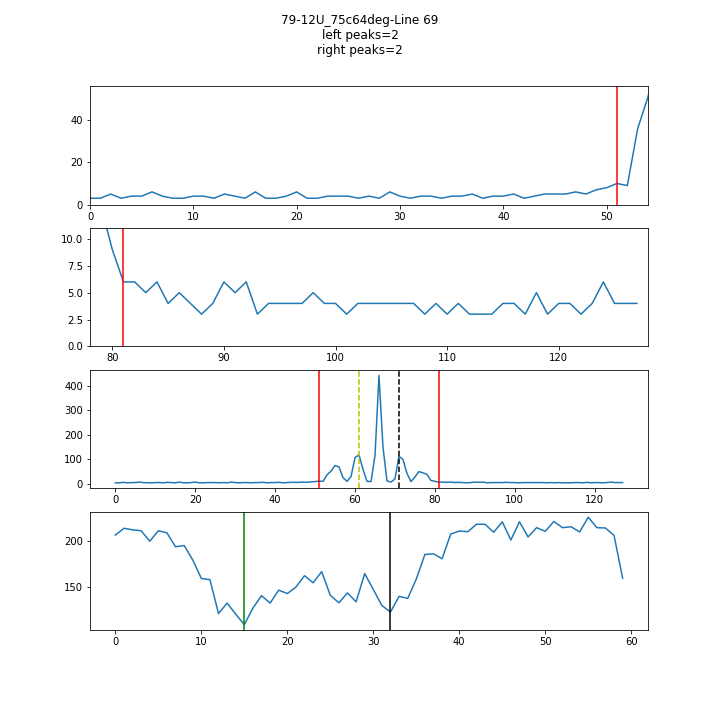 79-12U_75c64deg-Line 69
left peaks=2
right peaks=2
40
20
0
0 10 20 30 40 50
10.0
7.5
5.0
2.5
0.0
80 90 100 110 120
400
300
200
100
0
0 20 40 60 80 100 120
200
150
0 10 20 30 40 50 60